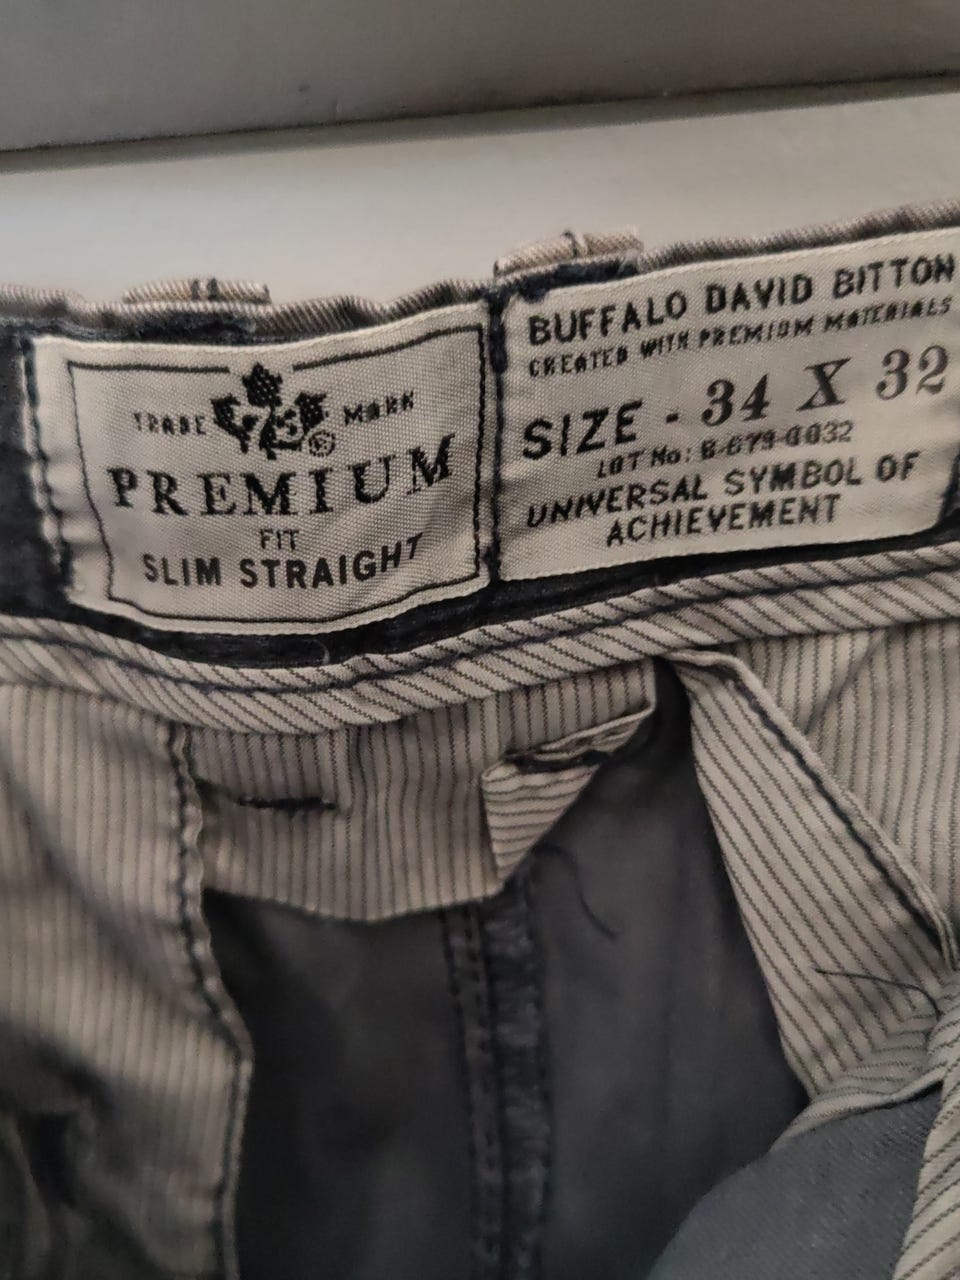 TRADE MARK
PREMIUM
FIT
SLIM STRAIGHT
BUFFALO DAVID BITTON
CREATED WITH PREMIUM MATERIALS
SIZE - 34 X 32
LOT No: B-679-0032
UNIVERSAL SYMBOL OF
ACHIEVEMENT